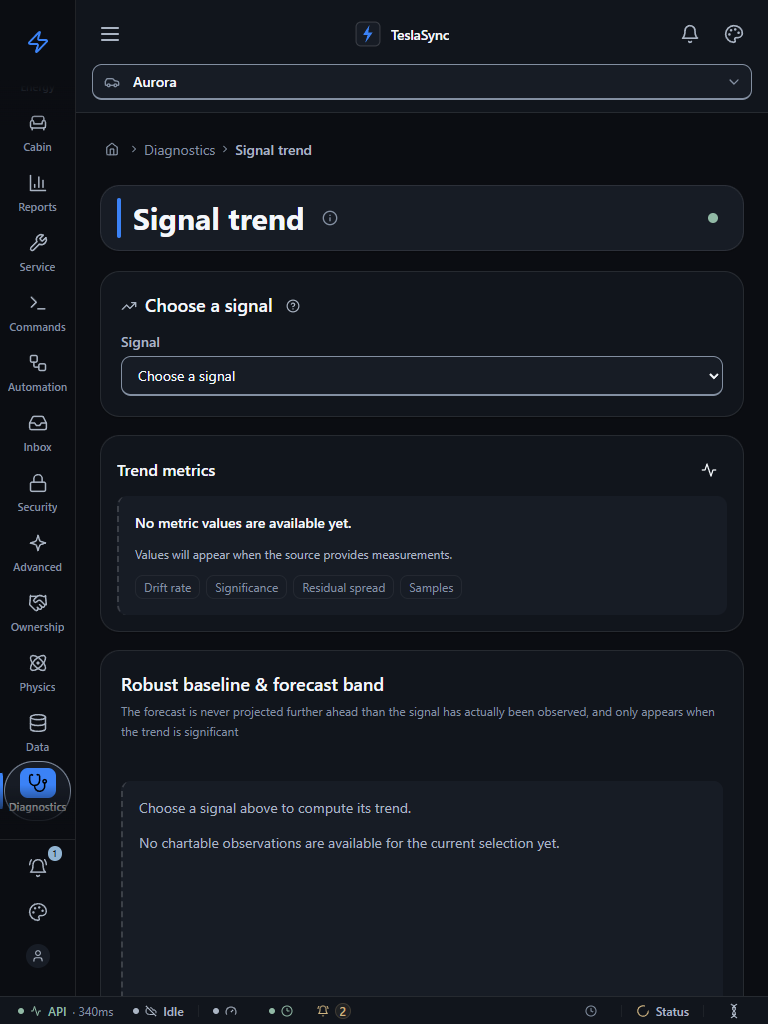 TeslaSync
Aurora
Diagnostics
Signal trend
Signal trend
Choose a signal
Signal
Choose a signal
Trend metrics
No metric values are available yet.
Values will appear when the source provides measurements.
Drift rate
Significance
Residual spread
Samples
Robust baseline & forecast band
The forecast is never projected further ahead than the signal has actually been observed, and only appears when
the trend is significant
Choose a signal above to compute its trend.
No chartable observations are available for the current selection yet.
Energy
Cabin
Reports
Service
Commands
Automation
Inbox
Security
Advanced
Ownership
Physics
Data
Diagnostics
1
API · 340ms
Idle
2
Status